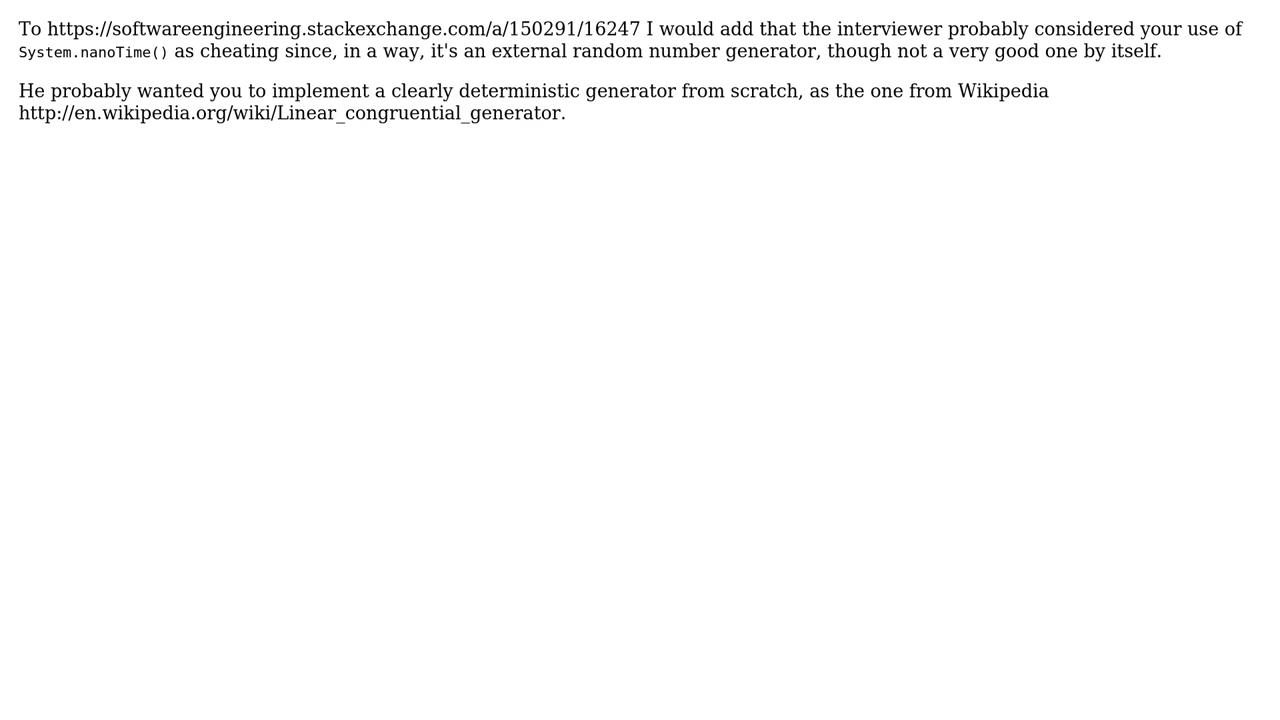 To https://softwareengineering.stackexchange.com/a/150291/16247 I would add that the interviewer probably considered your use of
System.nanoTime() as cheating since, in a way, it's an external random number generator, though not a very good one by itself.
He probably wanted you to implement a clearly deterministic generator from scratch, as the one from Wikipedia
http://en.wikipedia.org/wiki/Linear_congruential_generator.